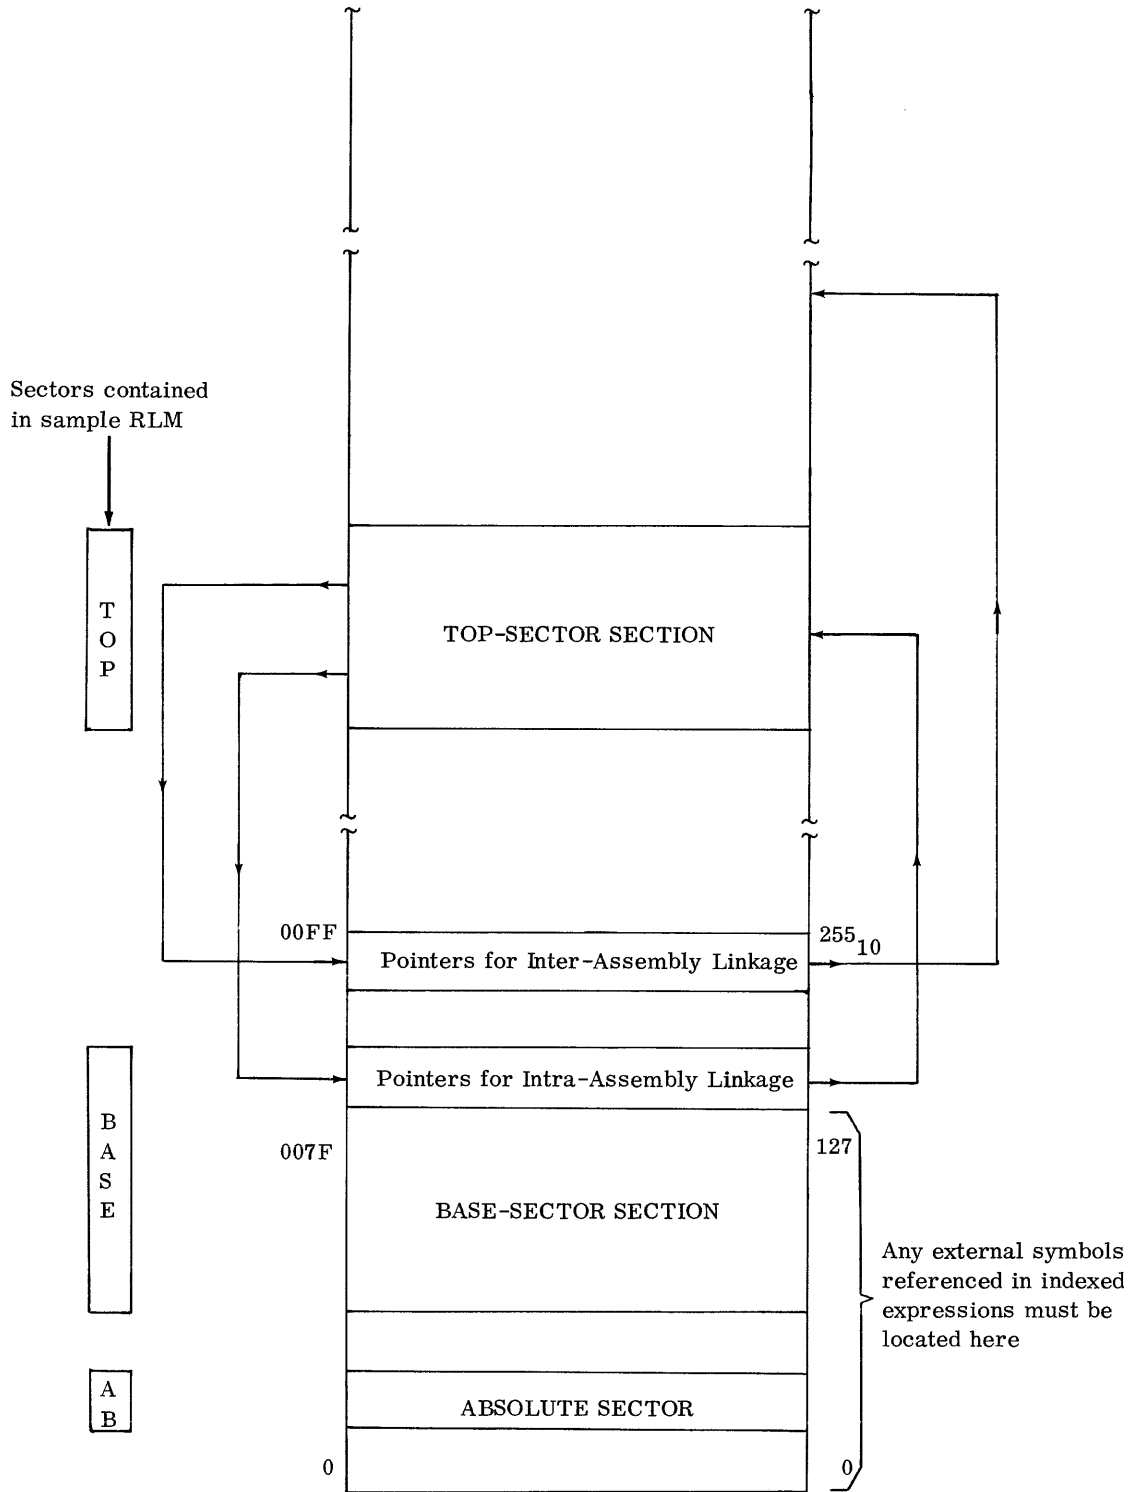 Sectors contained
in sample RLM
T
O
P
TOP-SECTOR SECTION
00FF
255₁₀
Pointers for Inter-Assembly Linkage
Pointers for Intra-Assembly Linkage
B
A
S
E
007F
127
BASE-SECTOR SECTION
Any external symbols
referenced in indexed
expressions must be
located here
A
B
ABSOLUTE SECTOR
0
0